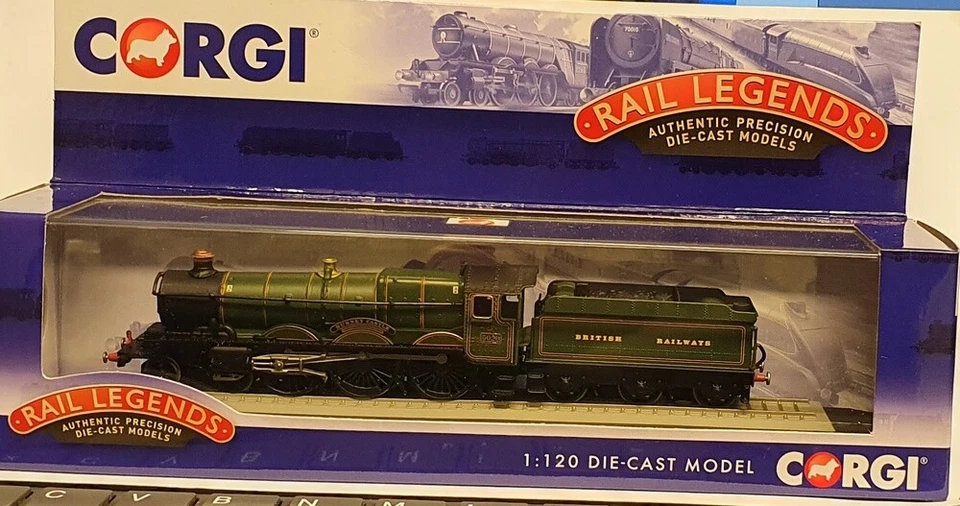 CORGI®
70010
RAIL LEGENDS
AUTHENTIC PRECISION
DIE-CAST MODELS
BRITISH RAILWAYS
RAIL LEGENDS
AUTHENTIC PRECISION
DIE-CAST MODELS
1:120 DIE-CAST MODEL
CORGI®
C V B N M